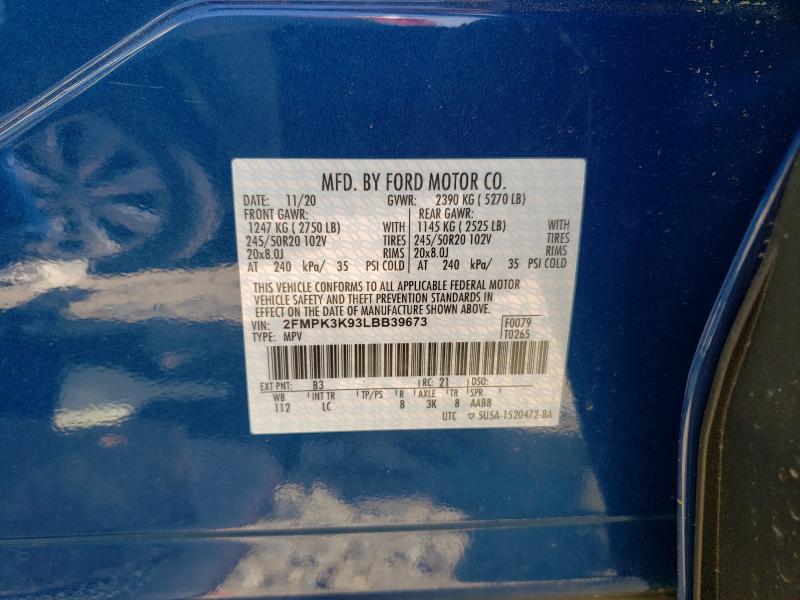 MFD. BY FORD MOTOR CO.
DATE: 11/20 GVWR: 2390 KG ( 5270 LB)
FRONT GAWR: REAR GAWR:
1247 KG ( 2750 LB) WITH 1145 KG ( 2525 LB) WITH
245/50R20 102V TIRES 245/50R20 102V TIRES
20x8.0J RIMS 20x8.0J RIMS
AT 240 kPa/ 35 PSI COLD AT 240 kPa/ 35 PSI COLD
THIS VEHICLE CONFORMS TO ALL APPLICABLE FEDERAL MOTOR
VEHICLE SAFETY AND THEFT PREVENTION STANDARDS IN
EFFECT ON THE DATE OF MANUFACTURE SHOWN ABOVE.
VIN: 2FMPK3K93LBB39673 F0079
TYPE: MPV T0265
EXT PNT: B3 RC: 21 DSO:
WB INT TR TP/PS R AXLE TR SPR
112 LC B 3K 8 AABB
UTC ▽5U5A-1520472-BA